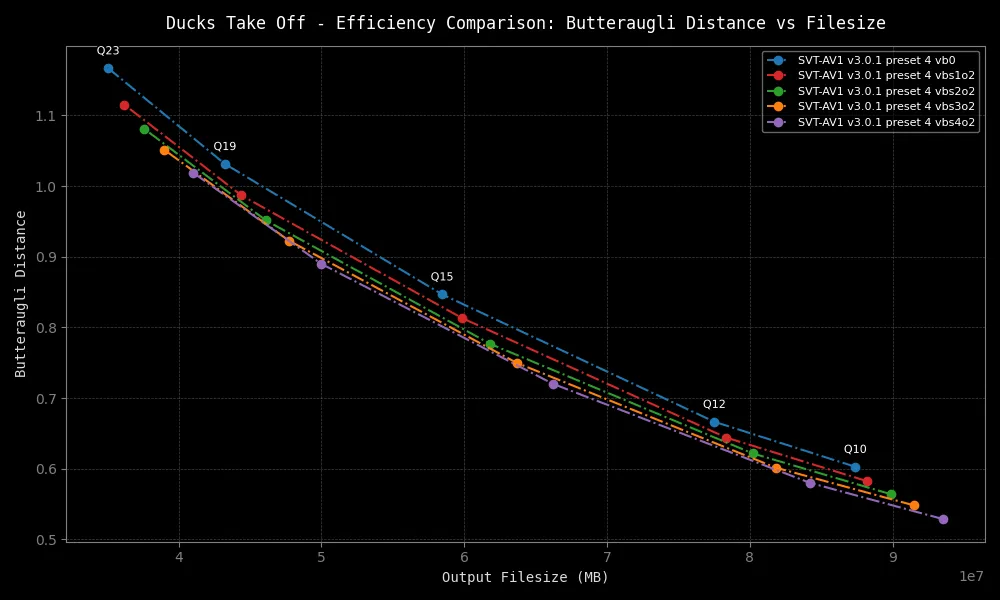 Ducks Take Off - Efficiency Comparison: Butteraugli Distance vs Filesize
Q23
Q19
Q15
Q12
Q10
SVT-AV1 v3.0.1 preset 4 vb0
SVT-AV1 v3.0.1 preset 4 vbs1o2
SVT-AV1 v3.0.1 preset 4 vbs2o2
SVT-AV1 v3.0.1 preset 4 vbs3o2
SVT-AV1 v3.0.1 preset 4 vbs4o2
Butteraugli Distance
1.1
1.0
0.9
0.8
0.7
0.6
0.5
4
5
6
7
8
9
1e7
Output Filesize (MB)